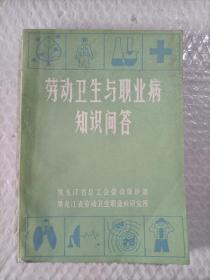 劳动卫生与职业病
知识问答
黑龙江省总工会劳动保护部
黑龙江省劳动卫生职业病研究所